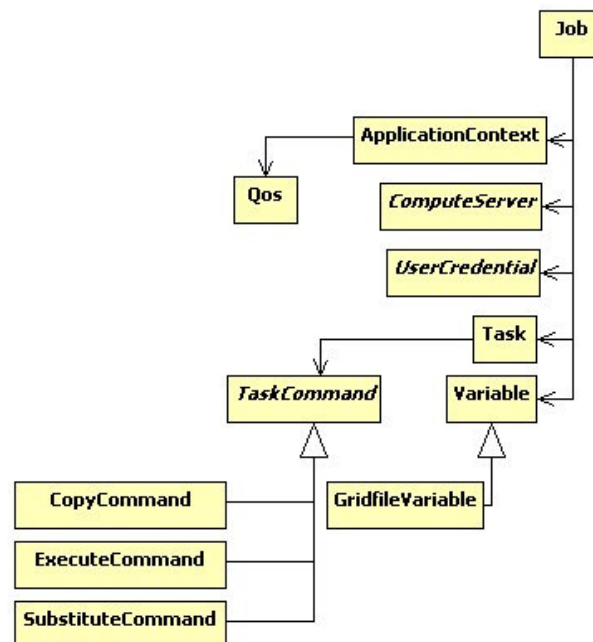 Job
ApplicationContext
Qos
ComputeServer
UserCredential
Task
TaskCommand
Variable
CopyCommand
GridfileVariable
ExecuteCommand
SubstituteCommand